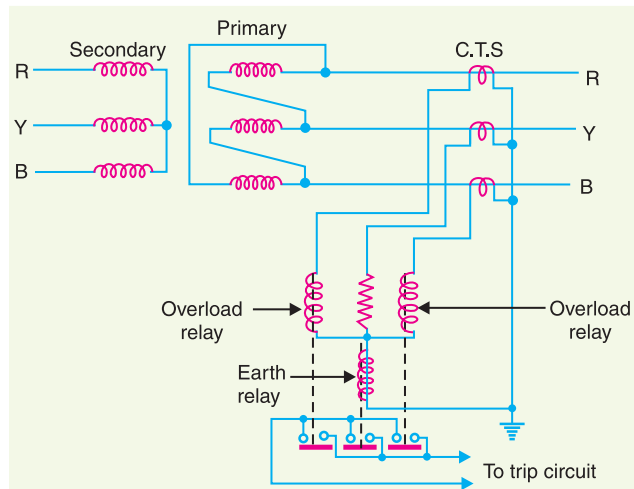 Primary
C.T.S
Secondary
R
R
Y
Y
B
B
Overload
relay
Overload
relay
Earth
relay
To trip circuit